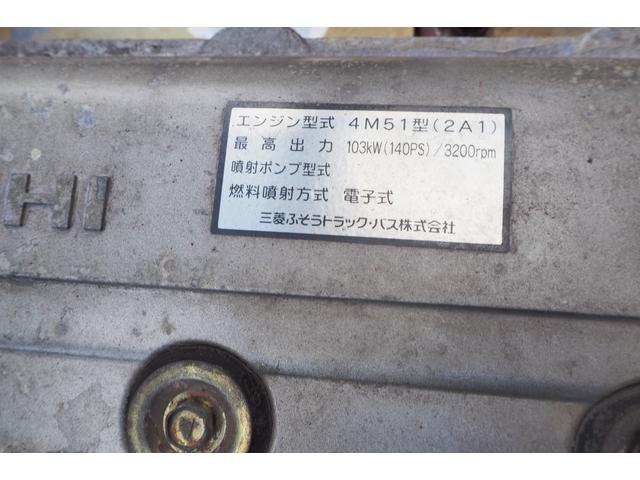 エンジン型式 4M51型(2A1)
最高出力 103kW(140PS)/3200rpm
噴射ポンプ型式
燃料噴射方式 電子式
三菱ふそうトラック・バス株式会社
HI